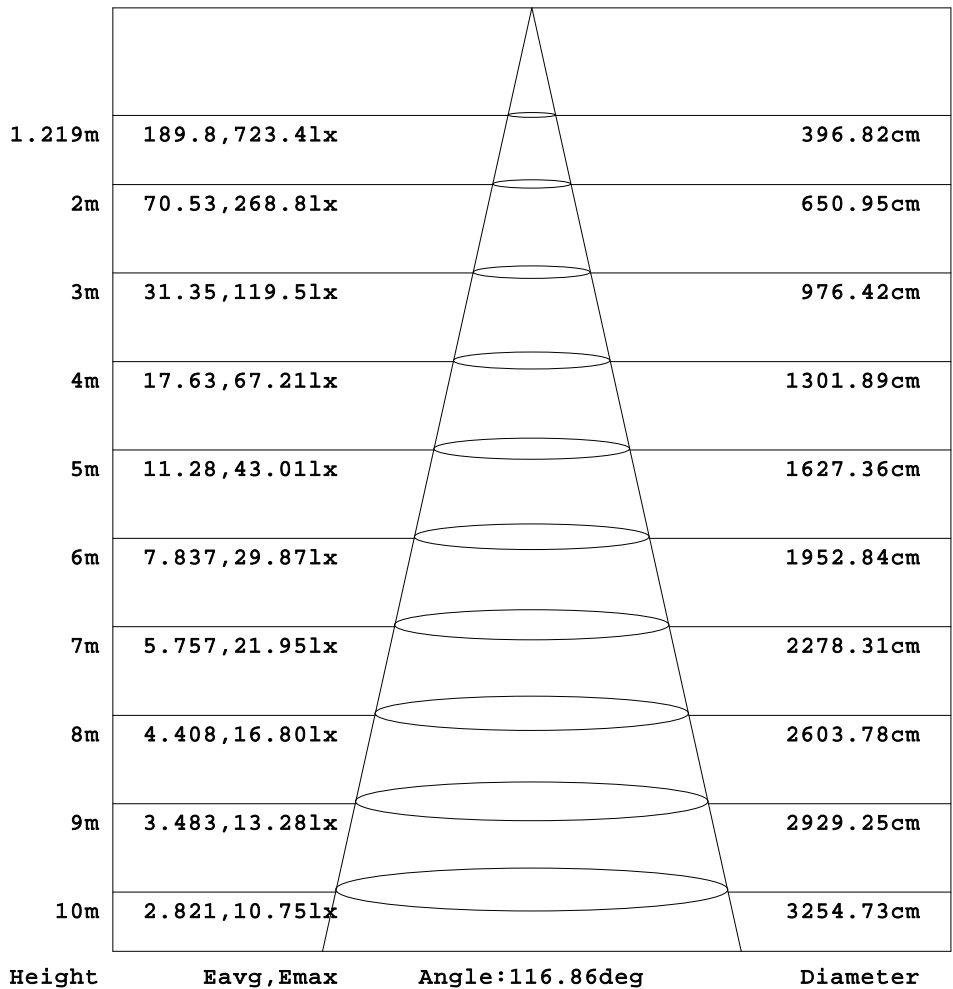 1.219m 189.8,723.4lx 396.82cm
2m 70.53,268.8lx 650.95cm
3m 31.35,119.5lx 976.42cm
4m 17.63,67.21lx 1301.89cm
5m 11.28,43.01lx 1627.36cm
6m 7.837,29.87lx 1952.84cm
7m 5.757,21.95lx 2278.31cm
8m 4.408,16.80lx 2603.78cm
9m 3.483,13.28lx 2929.25cm
10m 2.821,10.75lx 3254.73cm
Height Eavg,Emax Angle:116.86deg Diameter